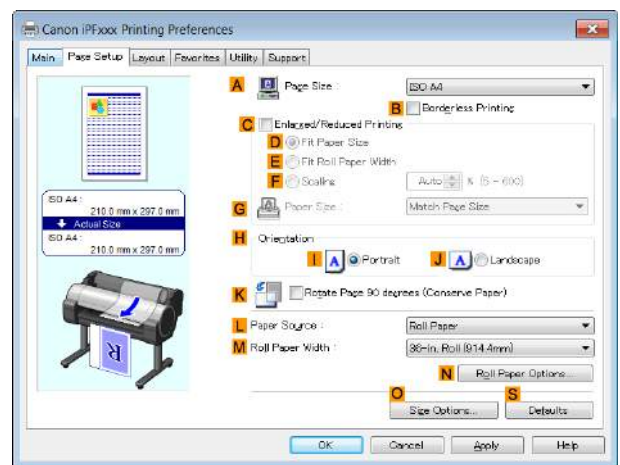 Canon iPFxxx Printing Preferences
Main Page Setup Layout Favorites Utility Support
A Page Size : ISO A4
B Borderless Printing
C Enlarged/Reduced Printing
D Fit Paper Size
E Fit Roll Paper Width
F Scaling Auto % (5 - 600)
G Paper Size : Match Page Size
ISO A4 :
210.0 mm x 297.0 mm
Actual Size
ISO A4 :
210.0 mm x 297.0 mm
H Orientation
I A Portrait J A Landscape
K Rotate Page 90 degrees (Conserve Paper)
L Paper Source : Roll Paper
M Roll Paper Width : 36-in. Roll (914.4mm)
N Roll Paper Options...
O S
Size Options... Defaults
OK Cancel Apply Help